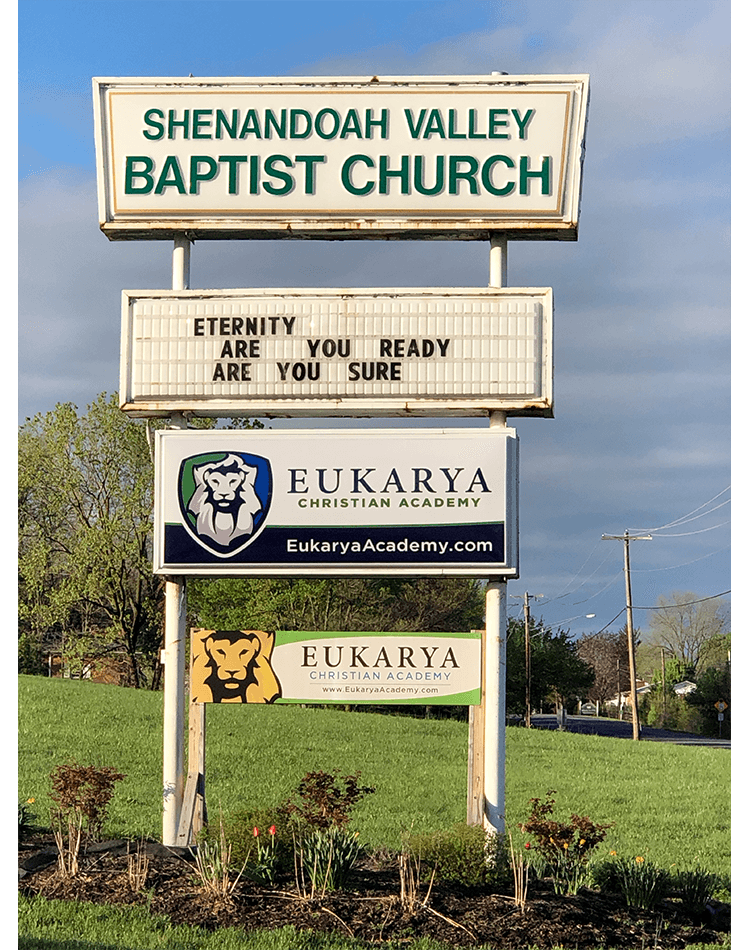 SHENANDOAH VALLEY
BAPTIST CHURCH
ETERNITY
ARE YOU READY
ARE YOU SURE
EUKARYA
CHRISTIAN ACADEMY
EukaryaAcademy.com
EUKARYA
CHRISTIAN ACADEMY
www.EukaryaAcademy.com